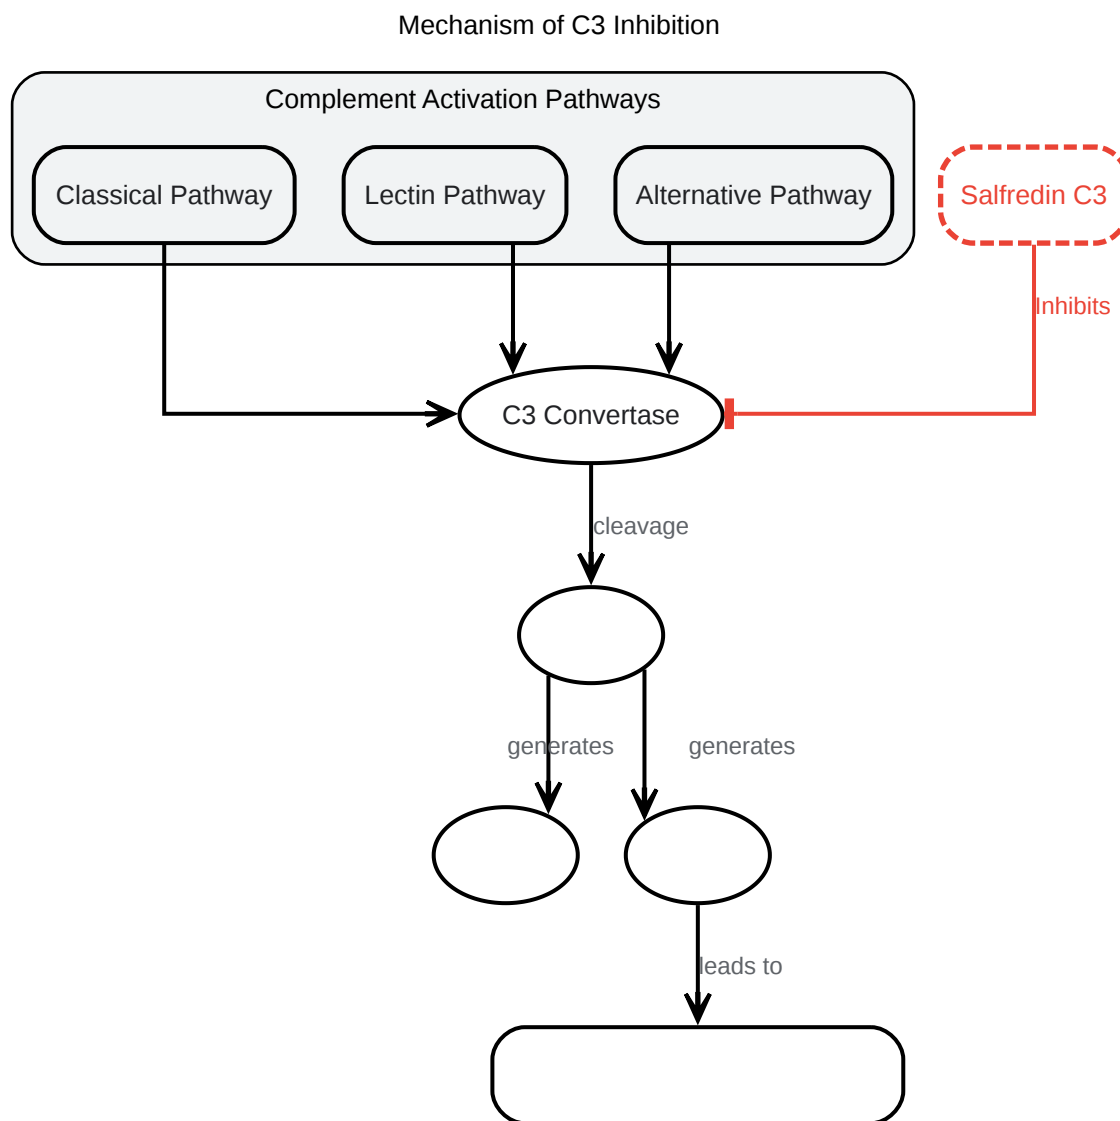 Mechanism of C3 Inhibition
Complement Activation Pathways
Classical Pathway
Lectin Pathway
Alternative Pathway
Salfredin C3
Inhibits
C3 Convertase
cleavage
generates
generates
leads to